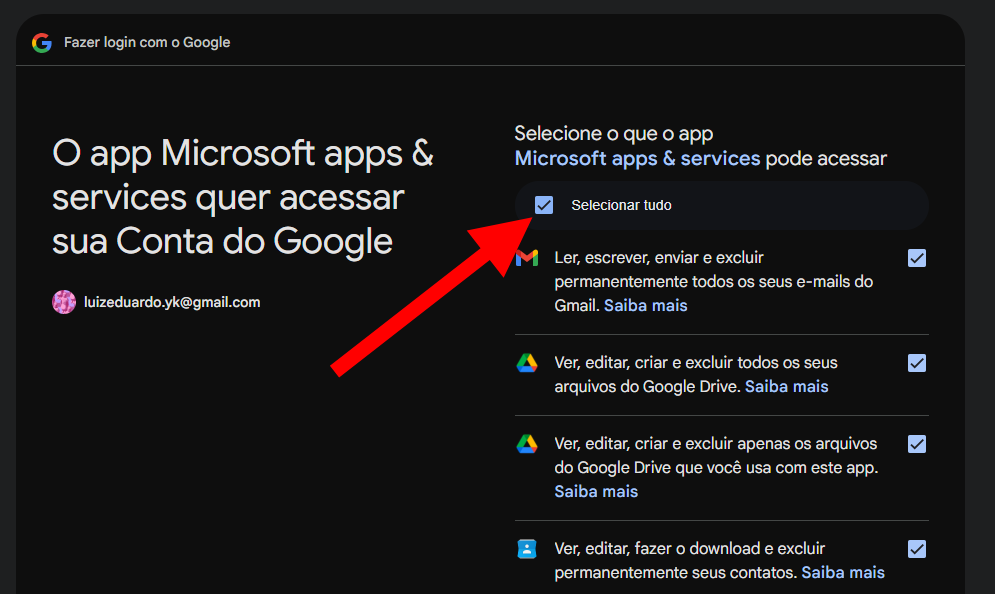 Fazer login com o Google
O app Microsoft apps &
services quer acessar
sua Conta do Google
luizeduardo.yk@gmail.com
Selecione o que o app
Microsoft apps & services pode acessar
Selecionar tudo
Ler, escrever, enviar e excluir
permanentemente todos os seus e-mails do
Gmail. Saiba mais
Ver, editar, criar e excluir todos os seus
arquivos do Google Drive. Saiba mais
Ver, editar, criar e excluir apenas os arquivos
do Google Drive que você usa com este app.
Saiba mais
Ver, editar, fazer o download e excluir
permanentemente seus contatos. Saiba mais